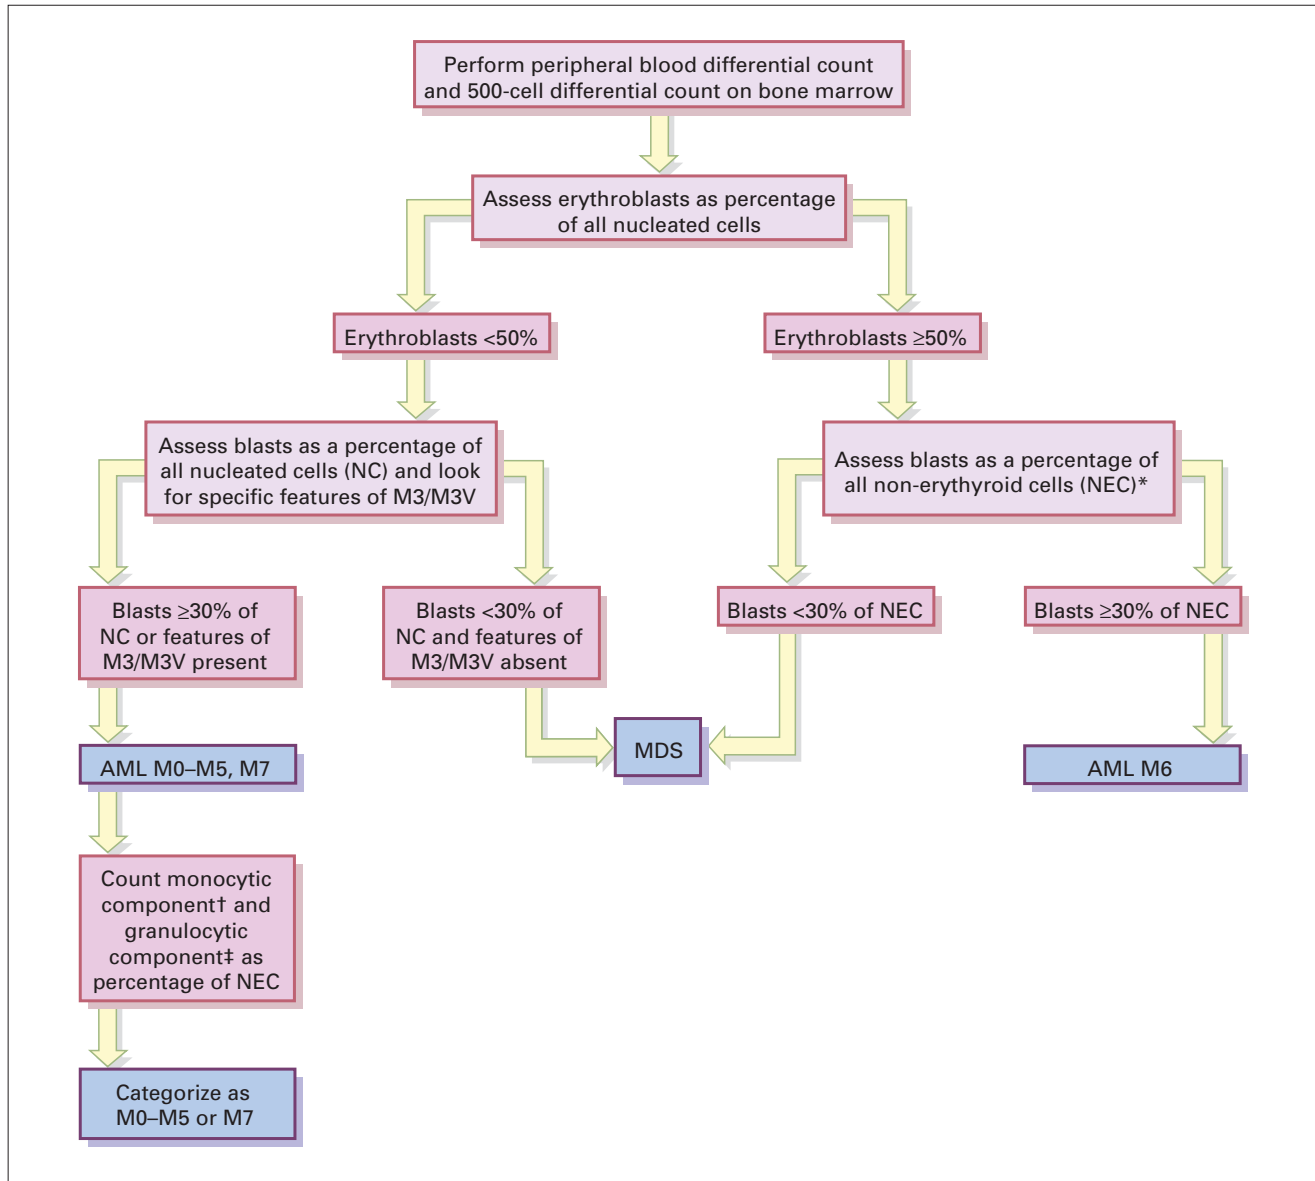 Perform peripheral blood differential count
and 500-cell differential count on bone marrow
Assess erythroblasts as percentage
of all nucleated cells
Erythroblasts <50%
Erythroblasts ≥50%
Assess blasts as a percentage of
all nucleated cells (NC) and look
for specific features of M3/M3V
Assess blasts as a percentage of
all non-erythyroid cells (NEC)*
Blasts ≥30% of
NC or features of
M3/M3V present
Blasts <30% of
NC and features of
M3/M3V absent
Blasts <30% of NEC
Blasts ≥30% of NEC
AML M0–M5, M7
MDS
AML M6
Count monocytic
component† and
granulocytic
component‡ as
percentage of NEC
Categorize as
M0–M5 or M7